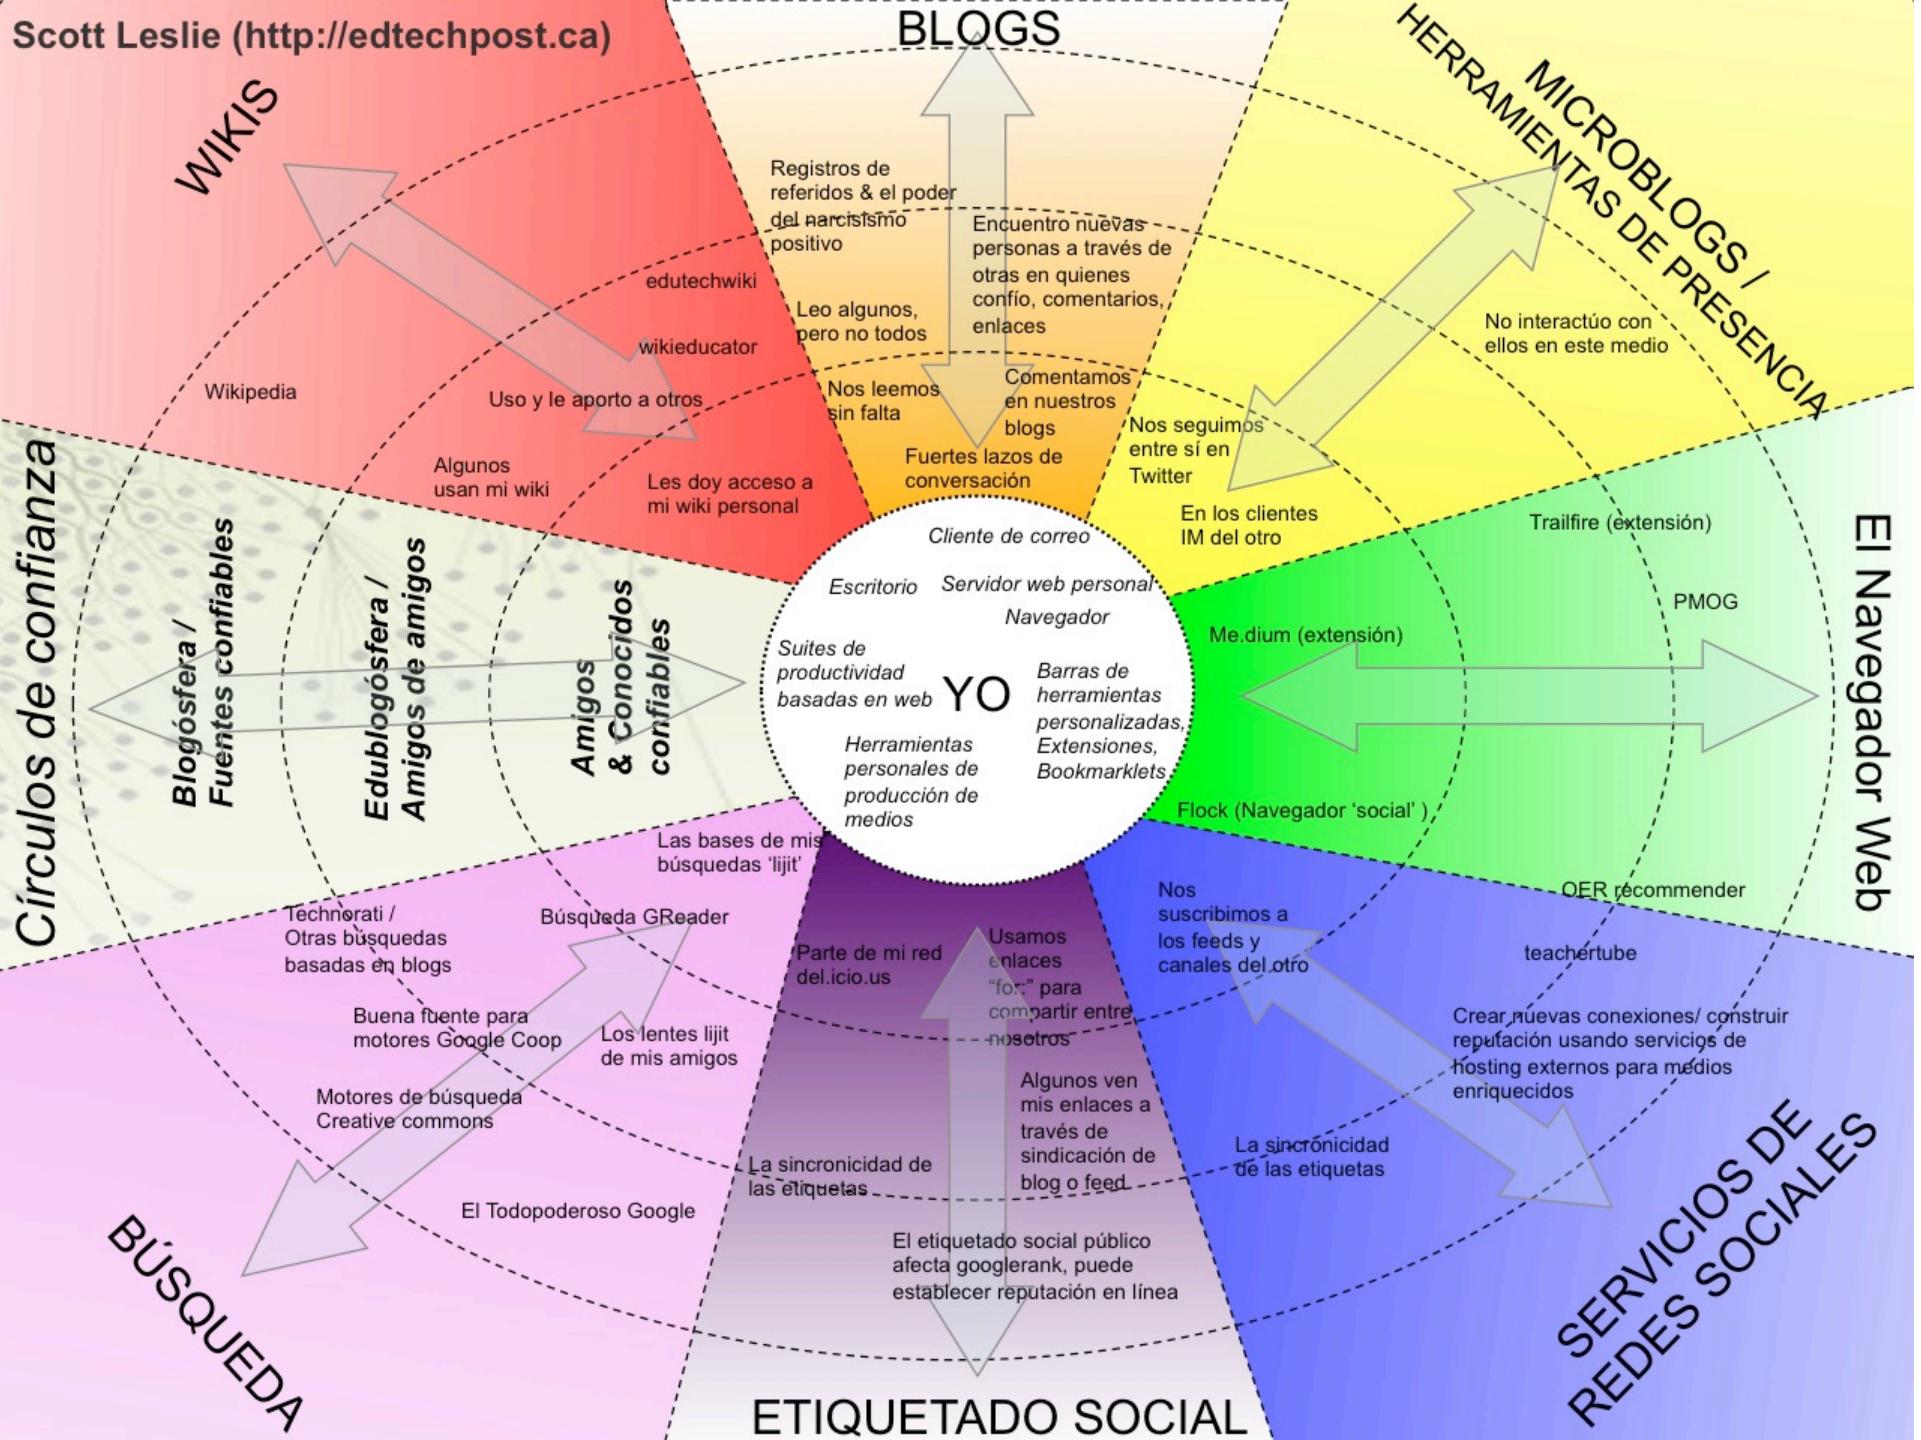 Scott Leslie (http://edtechpost.ca)
WIKIS
edutechwiki
wikieducator
Wikipedia
Uso y le aporto a otros
Algunos
usan mi wiki
Les doy acceso a
mi wiki personal
BLOGS
Registros de
referidos & el poder
del narcisismo
positivo
Encuentro nuevas
personas a través de
otras en quienes
confío, comentarios,
enlaces
Leo algunos,
pero no todos
Nos leemos
sin falta
Comentamos
en nuestros
blogs
Fuertes lazos de
conversación
MICROBLOGS /
HERRAMIENTAS DE PRESENCIA
No interactúo con
ellos en este medio
Nos seguimos
entre sí en
Twitter
En los clientes
IM del otro
El Navegador Web
Trailfire (extensión)
PMOG
Me.dium (extensión)
Flock (Navegador ‘social’ )
OER recommender
SERVICIOS DE
REDES SOCIALES
Nos
suscribimos a
los feeds y
canales del otro
teachertube
Crear nuevas conexiones/ construir
reputación usando servicios de
hosting externos para medios
enriquecidos
La sincronicidad
de las etiquetas
ETIQUETADO SOCIAL
Parte de mi red
del.icio.us
Usamos
enlaces
“for:” para
compartir entre
nosotros
Algunos ven
mis enlaces a
través de
sindicación de
blog o feed
La sincronicidad de
las etiquetas
El etiquetado social público
afecta googlerank, puede
establecer reputación en línea
BÚSQUEDA
Las bases de mis
búsquedas ‘lijit’
Technorati /
Otras búsquedas
basadas en blogs
Búsqueda GReader
Buena fuente para
motores Google Coop
Los lentes lijit
de mis amigos
Motores de búsqueda
Creative commons
El Todopoderoso Google
Círculos de confianza
Blogósfera /
Fuentes confiables
Edublogósfera /
Amigos de amigos
Amigos
& Conocidos
confiables
Cliente de correo
Escritorio
Servidor web personal
Navegador
Suites de
productividad
basadas en web
YO
Barras de
herramientas
personalizadas,
Extensiones,
Bookmarklets
Herramientas
personales de
producción de
medios